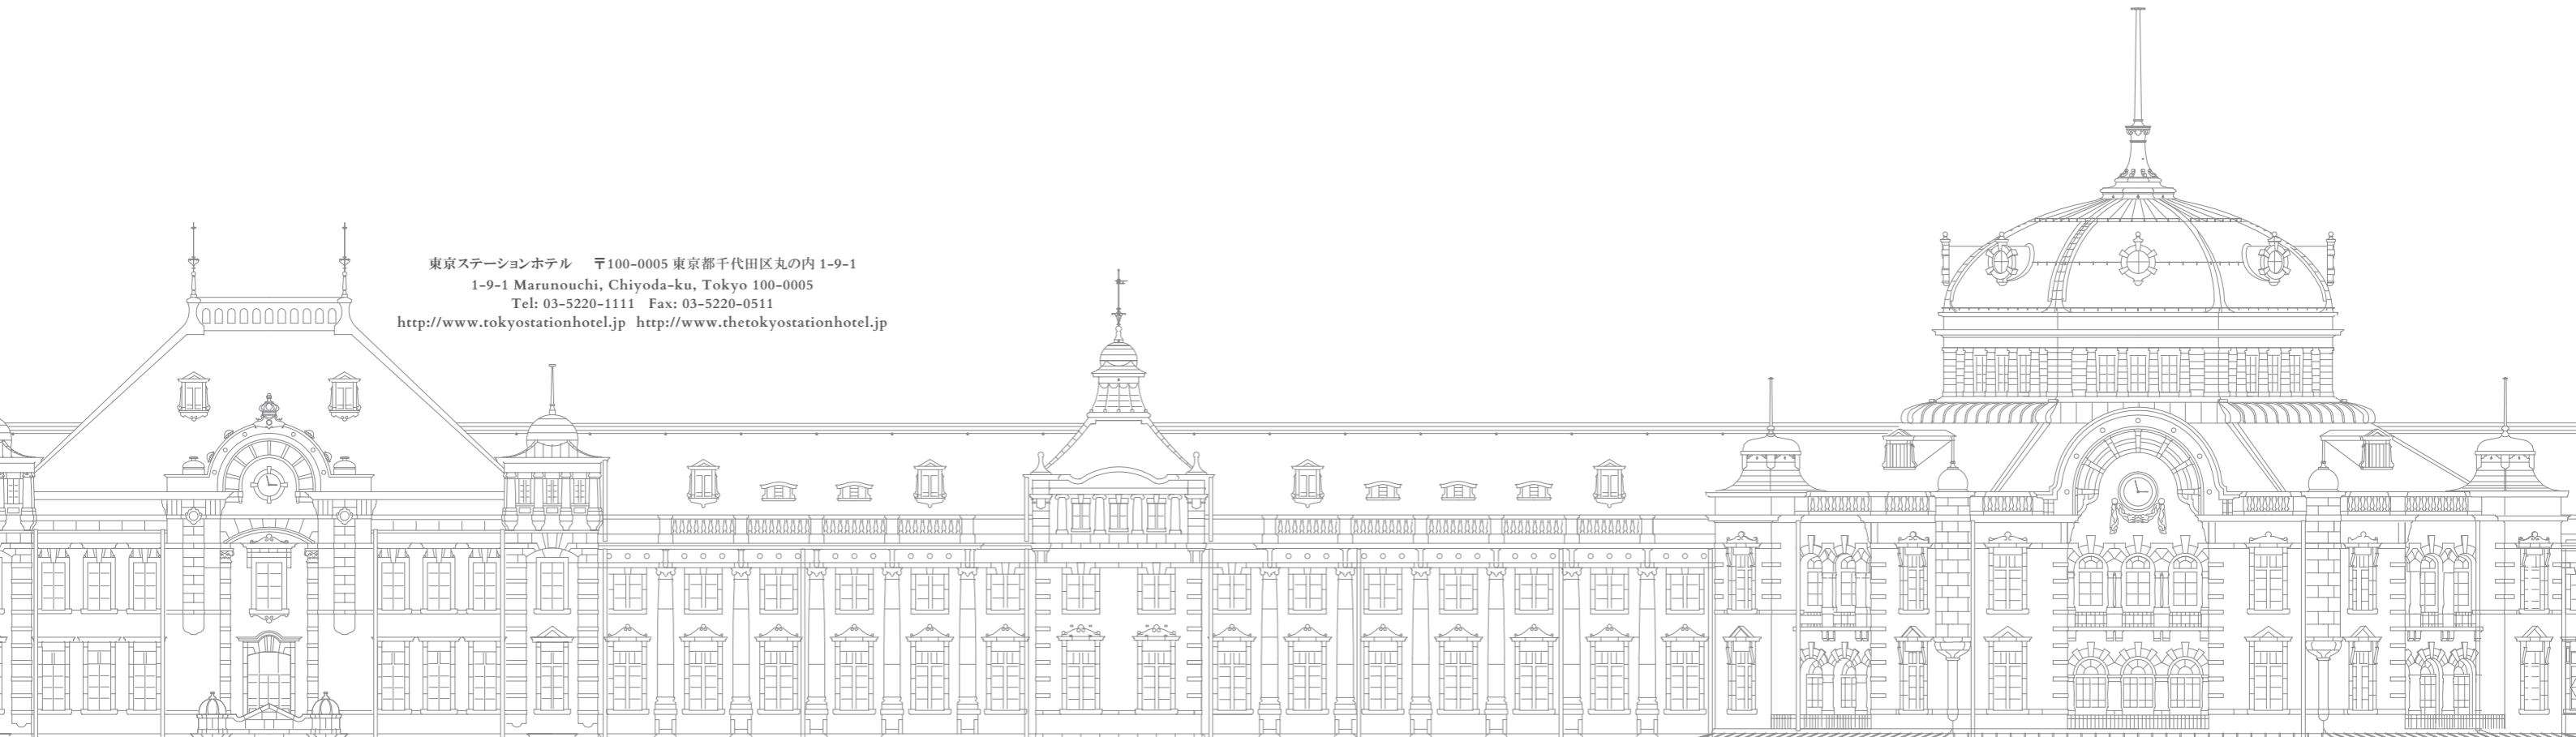 東京ステーションホテル　〒100-0005 東京都千代田区丸の内 1-9-1
1-9-1 Marunouchi, Chiyoda-ku, Tokyo 100-0005
Tel: 03-5220-1111　Fax: 03-5220-0511
http://www.tokyostationhotel.jp http://www.thetokyostationhotel.jp